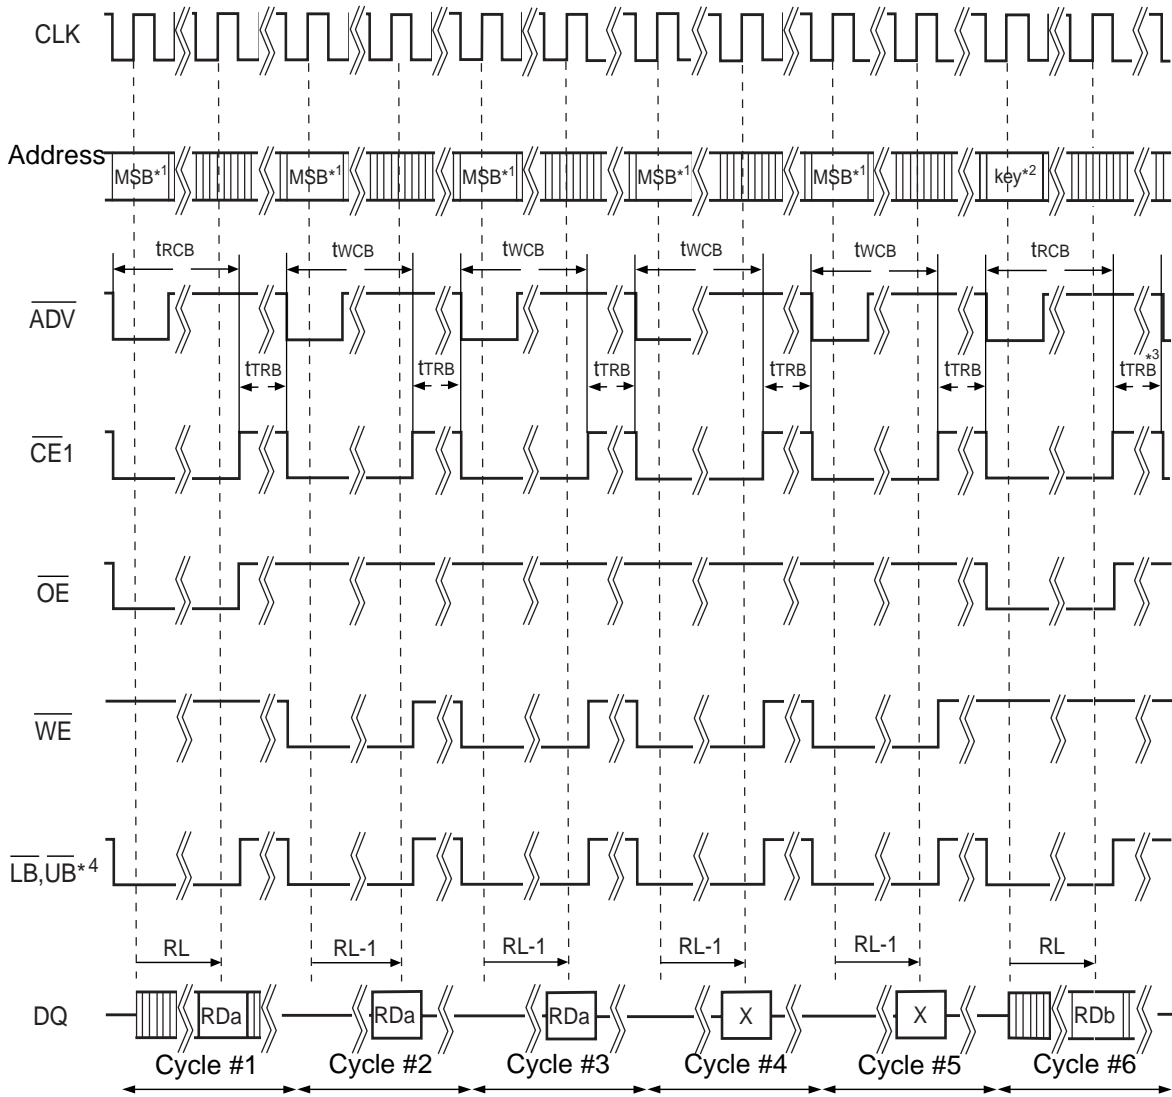 CLK
Address MSB*1 MSB*1 MSB*1 MSB*1 MSB*1 key*2
tRCB tWCB tWCB tWCB tWCB tRCB
ADV
tTRB tTRB tTRB tTRB tTRB tTRB*3
CE1
OE
WE
LB,UB*4
RL RL-1 RL-1 RL-1 RL-1 RL
DQ RDa RDa RDa X X RDb
Cycle #1 Cycle #2 Cycle #3 Cycle #4 Cycle #5 Cycle #6